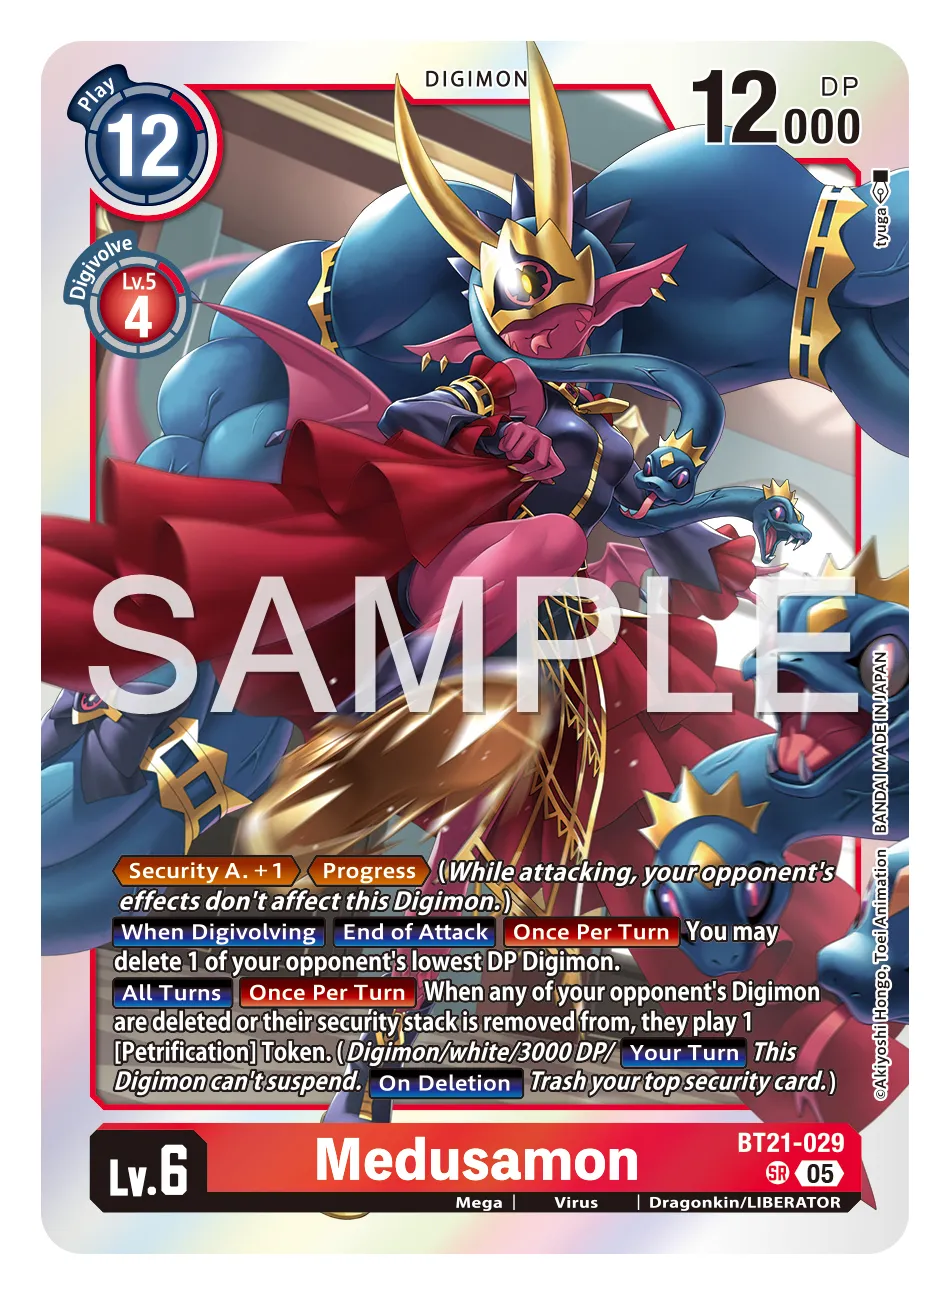 DIGIMON
Play
12
12000
DP
Digivolve
Lv.5
4
tyuga
SAMPLE
Security A. +1 Progress (While attacking, your opponent's
effects don't affect this Digimon.)
When Digivolving End of Attack Once Per Turn You may
delete 1 of your opponent's lowest DP Digimon.
All Turns Once Per Turn When any of your opponent's Digimon
are deleted or their security stack is removed from, they play 1
[Petrification] Token. (Digimon/white/3000 DP/ Your Turn This
Digimon can't suspend. On Deletion Trash your top security card.)
©Akiyoshi Hongo, Toei Animation BANDAI MADE IN JAPAN
Lv.6
Medusamon
BT21-029
SR 05
Mega | Virus | Dragonkin/LIBERATOR